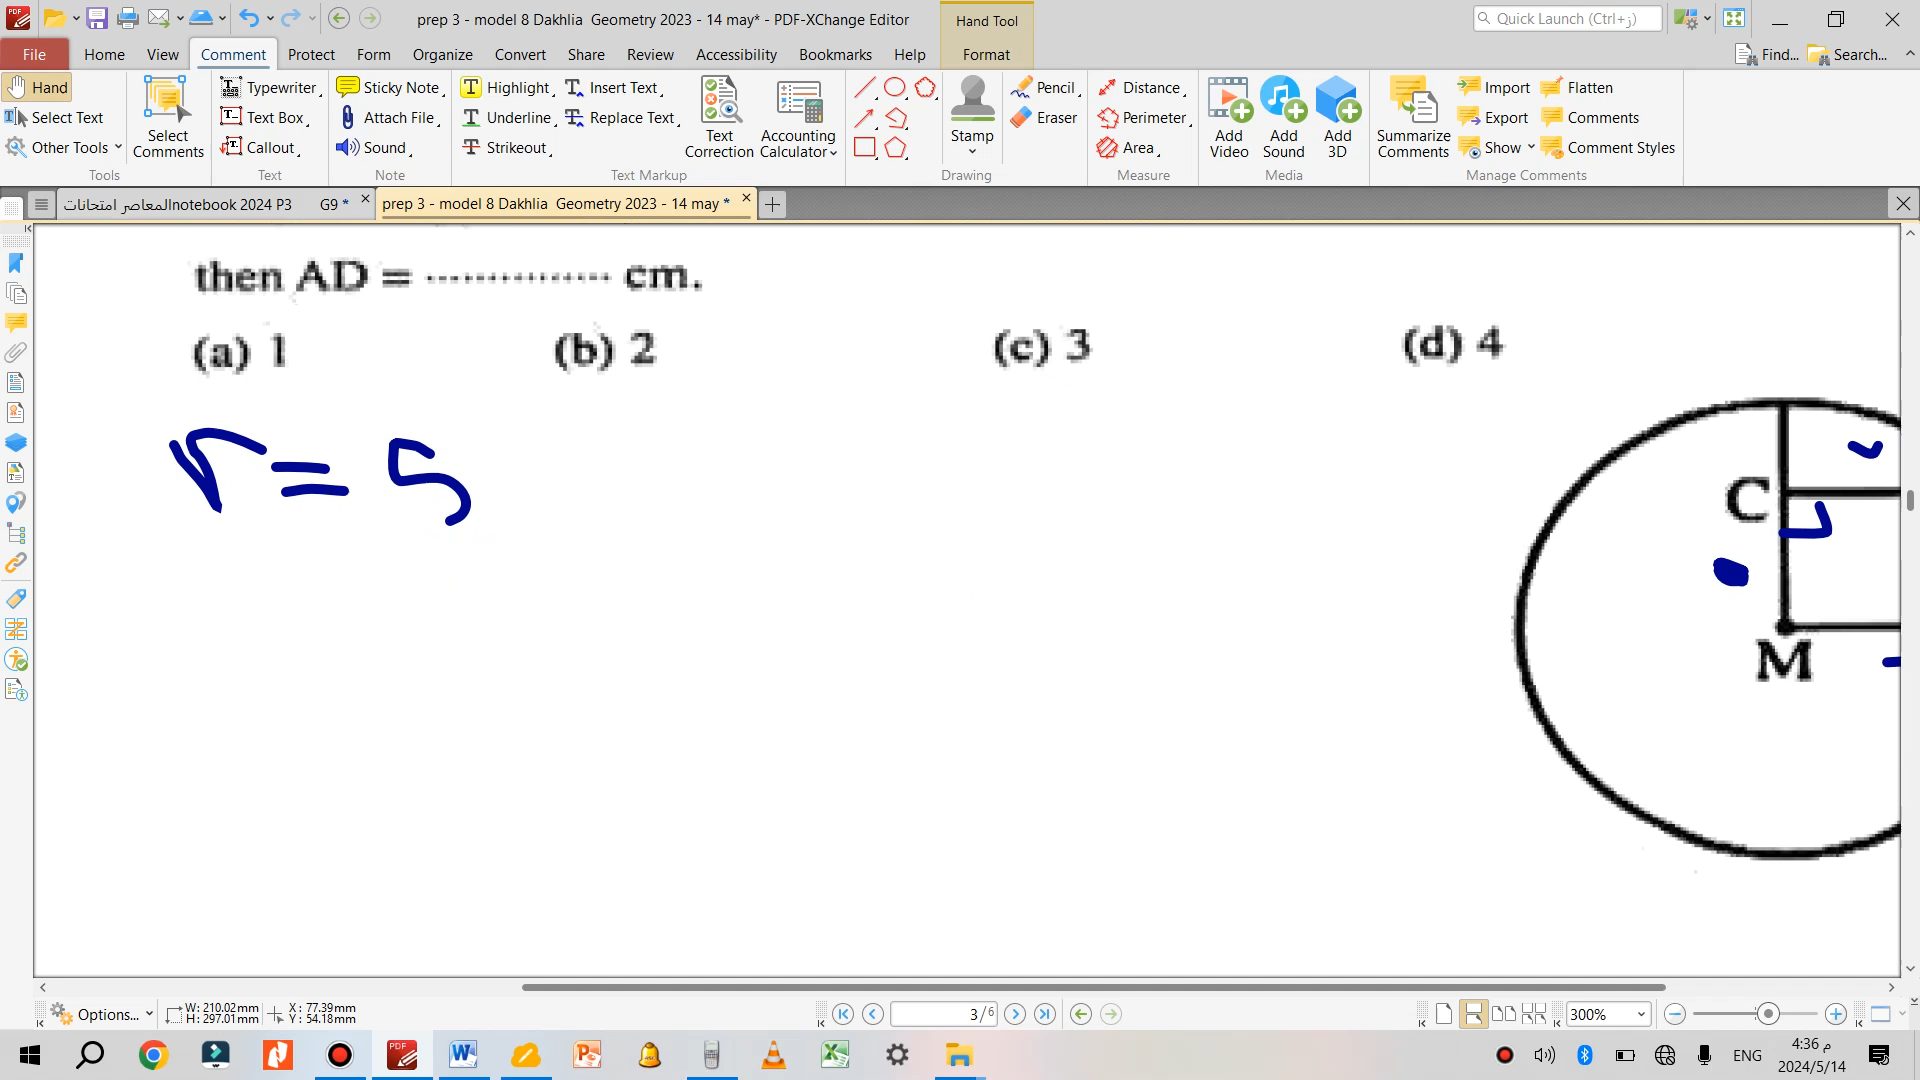 prep 3 - model 8 Dakhlia Geometry 2023 - 14 may* - PDF-XChange Editor
Hand Tool
Quick Launch (Ctrl+ز)
File Home View Comment Protect Form Organize Convert Share Review Accessibility Bookmarks Help Format
Find... Search...
Hand
Select Text
Other Tools
Tools
Select Comments
Typewriter
Text Box
Callout
Text
Sticky Note
Attach File
Sound
Note
Highlight
Underline
Strikeout
Insert Text
Replace Text
Text Correction
Accounting Calculator
Text Markup
Stamp
Pencil
Eraser
Drawing
Distance
Perimeter
Area
Measure
Add Video
Add Sound
Add 3D
Media
Summarize Comments
Import
Export
Show
Flatten
Comments
Comment Styles
Manage Comments
المعاصر امتحانات notebook 2024 P3 G9 *
prep 3 - model 8 Dakhlia Geometry 2023 - 14 may *
then AD = ............... cm.
(a) 1 (b) 2 (c) 3 (d) 4
r = 5
C
M
Options...
W: 210.02mm
H: 297.01mm
X: 77.39mm
Y: 54.18mm
3 / 6
300%
ENG
4:36 م
2024/5/14